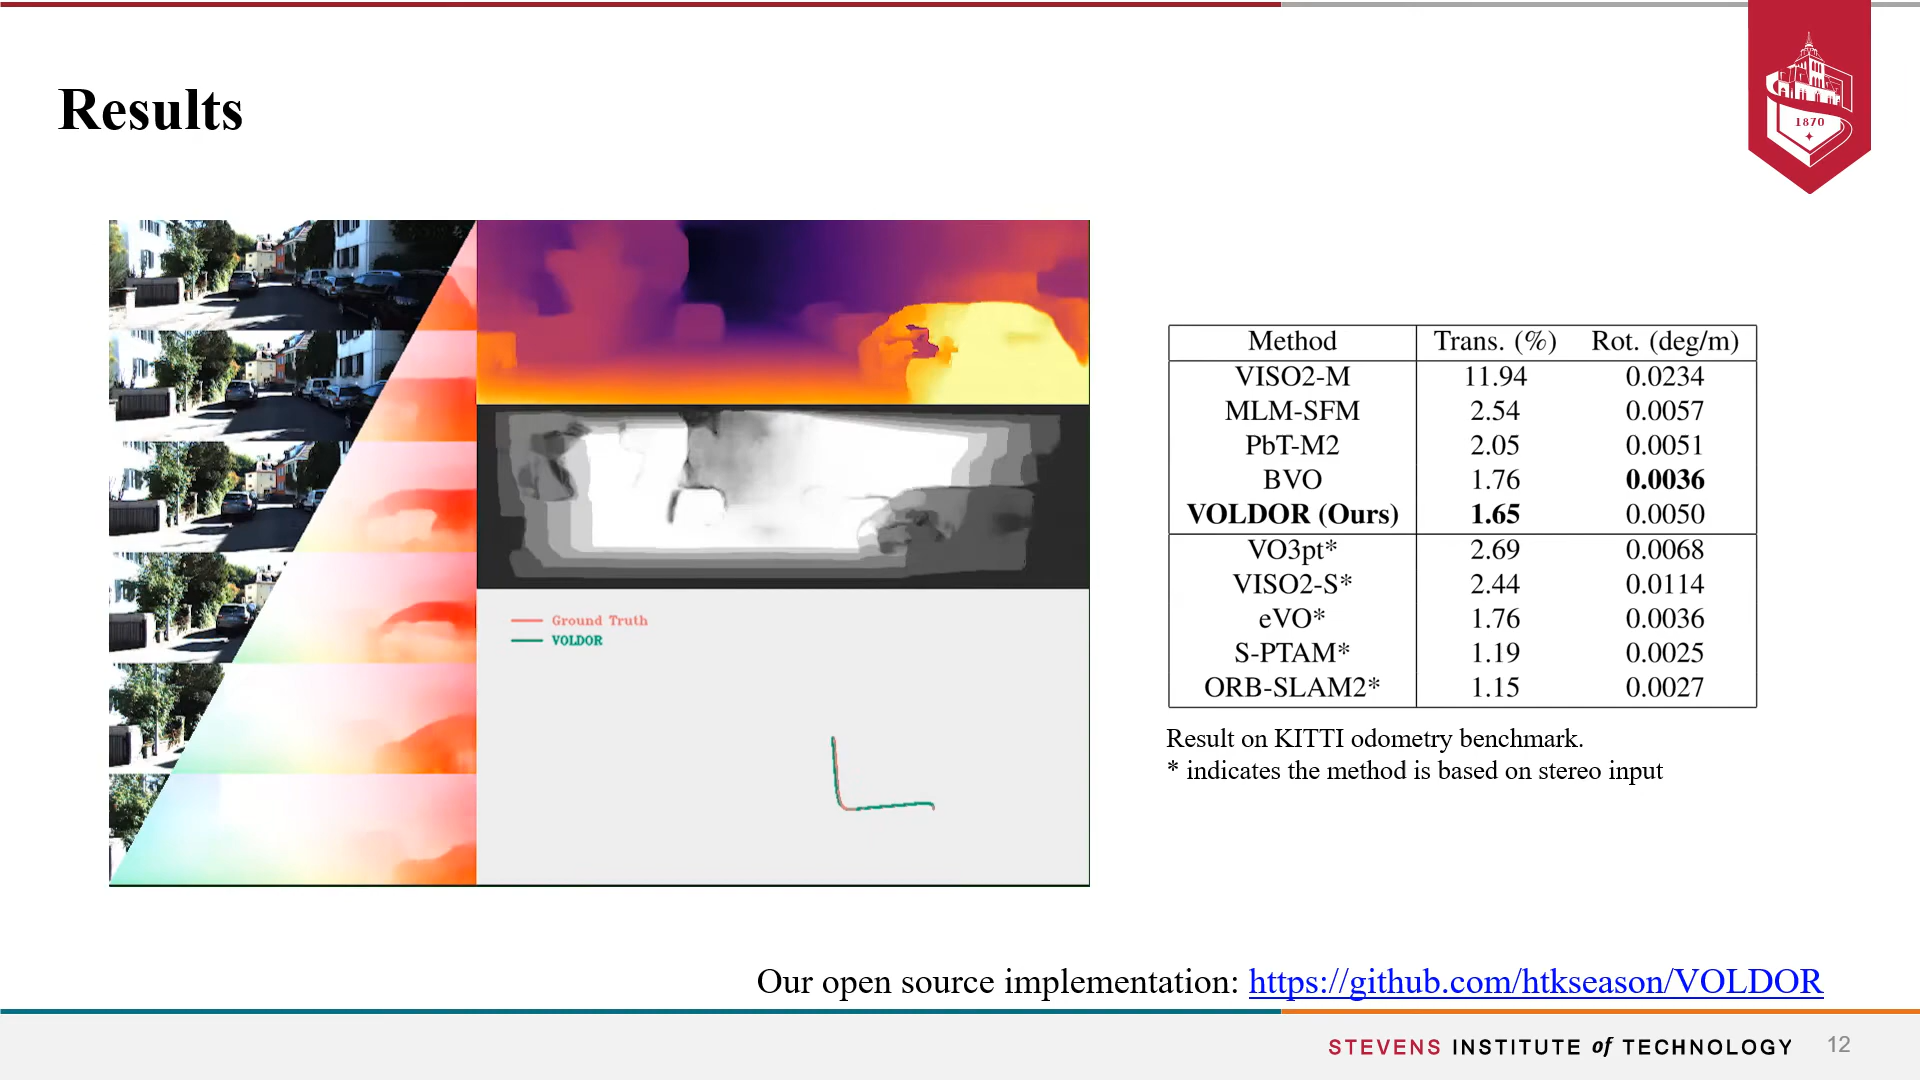 Results
1870
Ground Truth
VOLDOR
Method Trans. (%) Rot. (deg/m)
VISO2-M 11.94 0.0234
MLM-SFM 2.54 0.0057
PbT-M2 2.05 0.0051
BVO 1.76 0.0036
VOLDOR (Ours) 1.65 0.0050
VO3pt* 2.69 0.0068
VISO2-S* 2.44 0.0114
eVO* 1.76 0.0036
S-PTAM* 1.19 0.0025
ORB-SLAM2* 1.15 0.0027
Result on KITTI odometry benchmark.
* indicates the method is based on stereo input
Our open source implementation: https://github.com/htkseason/VOLDOR
STEVENS INSTITUTE of TECHNOLOGY 12